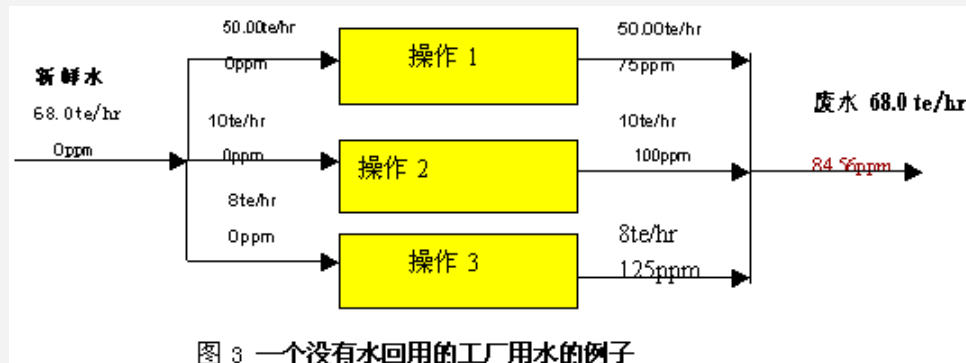 50.00te/hr
0ppm
操作 1
50.00te/hr
75ppm
新鲜水
68.0te/hr
0ppm
10te/hr
0ppm
操作 2
10te/hr
100ppm
废水 68.0 te/hr
84.56ppm
8te/hr
0ppm
操作 3
8te/hr
125ppm
图 3 一个没有水回用的工厂用水的例子